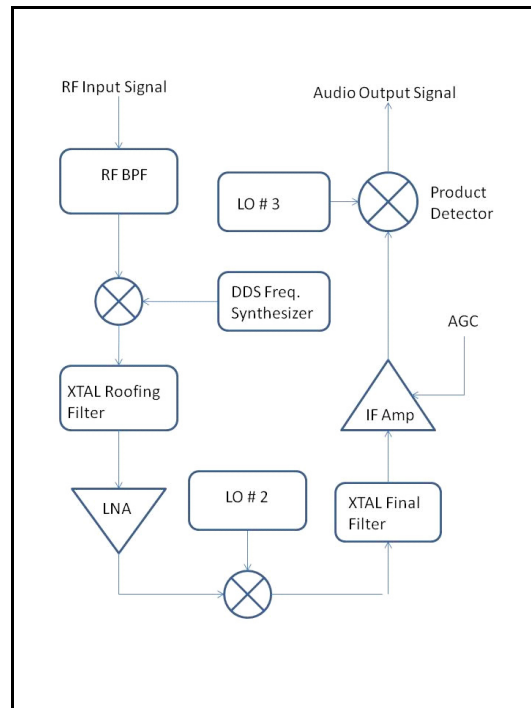 RF Input Signal
RF BPF
DDS Freq.
Synthesizer
XTAL Roofing
Filter
LNA
LO # 2
XTAL Final
Filter
IF Amp
AGC
LO # 3
Product
Detector
Audio Output Signal